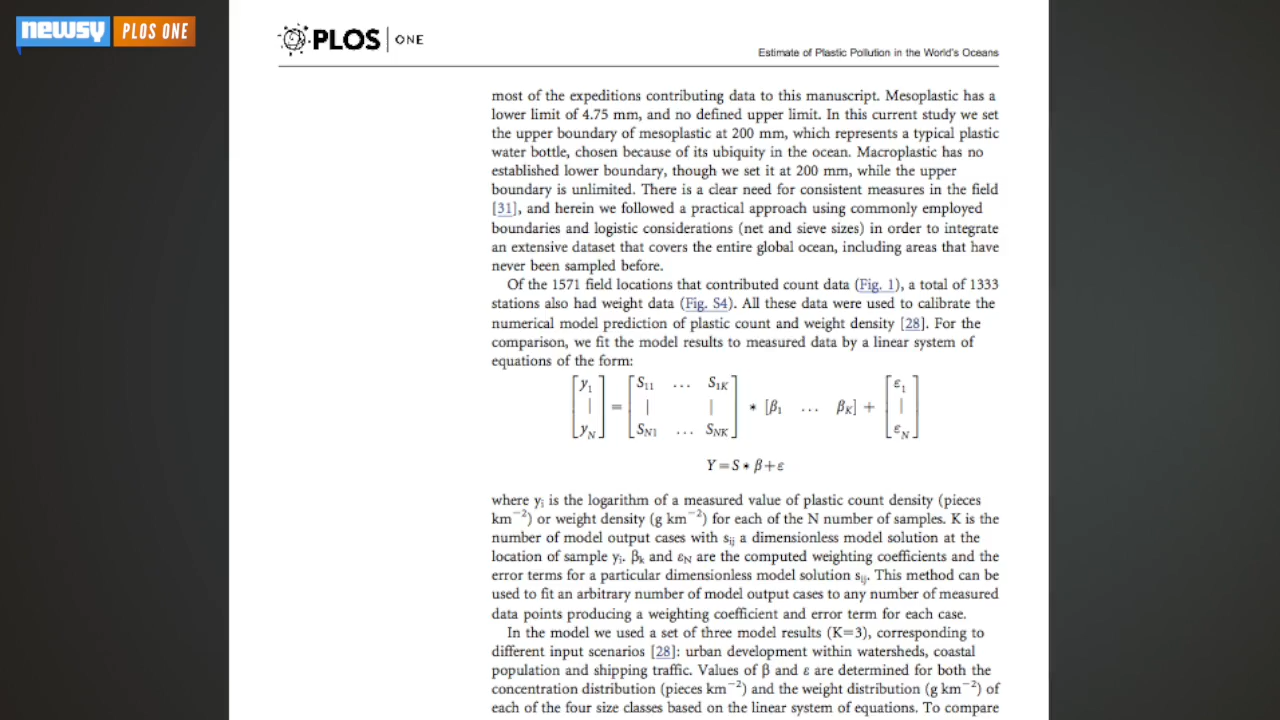 newsy PLOS ONE
PLOS ONE
Estimate of Plastic Pollution in the World's Oceans
most of the expeditions contributing data to this manuscript. Mesoplastic has a
lower limit of 4.75 mm, and no defined upper limit. In this current study we set
the upper boundary of mesoplastic at 200 mm, which represents a typical plastic
water bottle, chosen because of its ubiquity in the ocean. Macroplastic has no
established lower boundary, though we set it at 200 mm, while the upper
boundary is unlimited. There is a clear need for consistent measures in the field
[31], and herein we followed a practical approach using commonly employed
boundaries and logistic considerations (net and sieve sizes) in order to integrate
an extensive dataset that covers the entire global ocean, including areas that have
never been sampled before.
Of the 1571 field locations that contributed count data (Fig. 1), a total of 1333
stations also had weight data (Fig. S4). All these data were used to calibrate the
numerical model prediction of plastic count and weight density [28]. For the
comparison, we fit the model results to measured data by a linear system of
equations of the form:
[y₁ | y_N] = [S₁₁ ... S₁K | | S_N1 ... S_NK] * [β₁ ... β_K] + [ε₁ | ε_N]
Y=S*β+ε
where yᵢ is the logarithm of a measured value of plastic count density (pieces
km⁻²) or weight density (g km⁻²) for each of the N number of samples. K is the
number of model output cases with sᵢⱼ a dimensionless model solution at the
location of sample yᵢ. βₖ and ε_N are the computed weighting coefficients and the
error terms for a particular dimensionless model solution sᵢⱼ. This method can be
used to fit an arbitrary number of model output cases to any number of measured
data points producing a weighting coefficient and error term for each case.
In the model we used a set of three model results (K=3), corresponding to
different input scenarios [28]: urban development within watersheds, coastal
population and shipping traffic. Values of β and ε are determined for both the
concentration distribution (pieces km⁻²) and the weight distribution (g km⁻²) of
each of the four size classes based on the linear system of equations. To compare